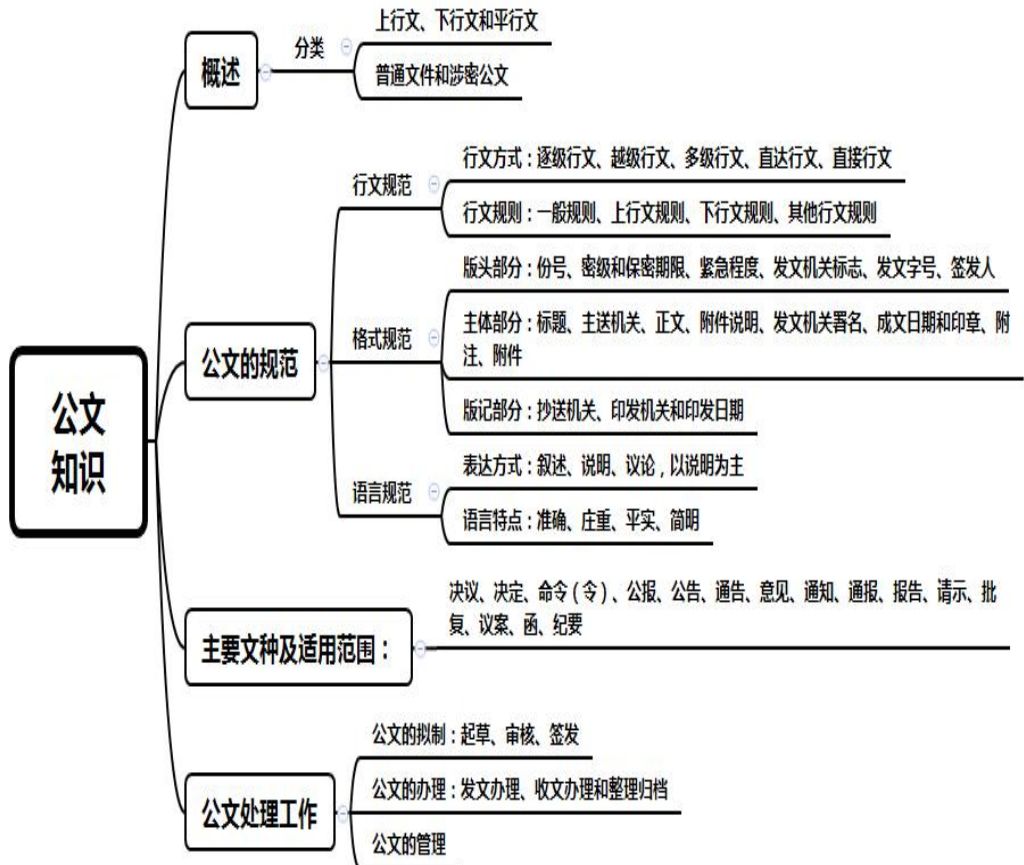 公文
知识
概述
分类
上行文、下行文和平行文
普通文件和涉密公文
公文的规范
行文规范
行文方式：逐级行文、越级行文、多级行文、直达行文、直接行文
行文规则：一般规则、上行文规则、下行文规则、其他行文规则
格式规范
版头部分：份号、密级和保密期限、紧急程度、发文机关标志、发文字号、签发人
主体部分：标题、主送机关、正文、附件说明、发文机关署名、成文日期和印章、附
注、附件
版记部分：抄送机关、印发机关和印发日期
语言规范
表达方式：叙述、说明、议论，以说明为主
语言特点：准确、庄重、平实、简明
主要文种及适用范围：
决议、决定、命令（令）、公报、公告、通告、意见、通知、通报、报告、请示、批
复、议案、函、纪要
公文处理工作
公文的拟制：起草、审核、签发
公文的办理：发文办理、收文办理和整理归档
公文的管理